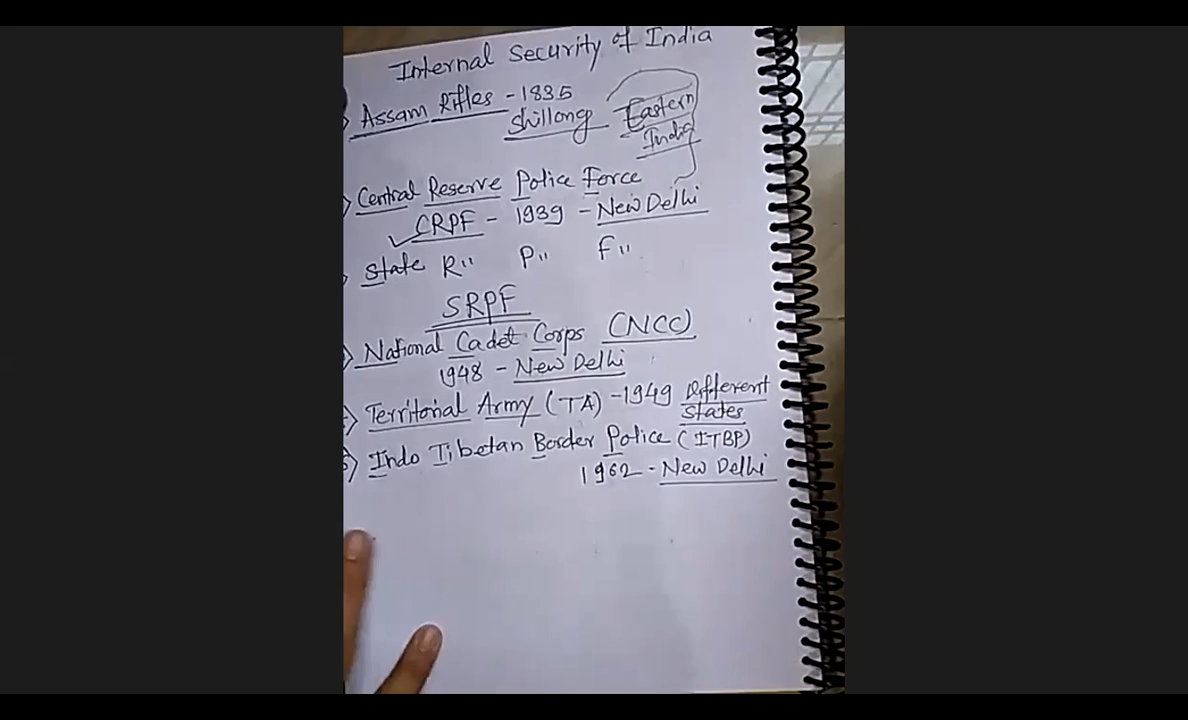 Internal Security of India
Assam Rifles - 1835
Shillong
Eastern
India
Central Reserve Police Force
CRPF - 1939 - New Delhi
State R" P" F"
SRPF
National Cadet Corps (NCC)
1948 - New Delhi
Territorial Army (TA) - 1949 Different
States
Indo Tibetan Border Police (ITBP)
1962 - New Delhi